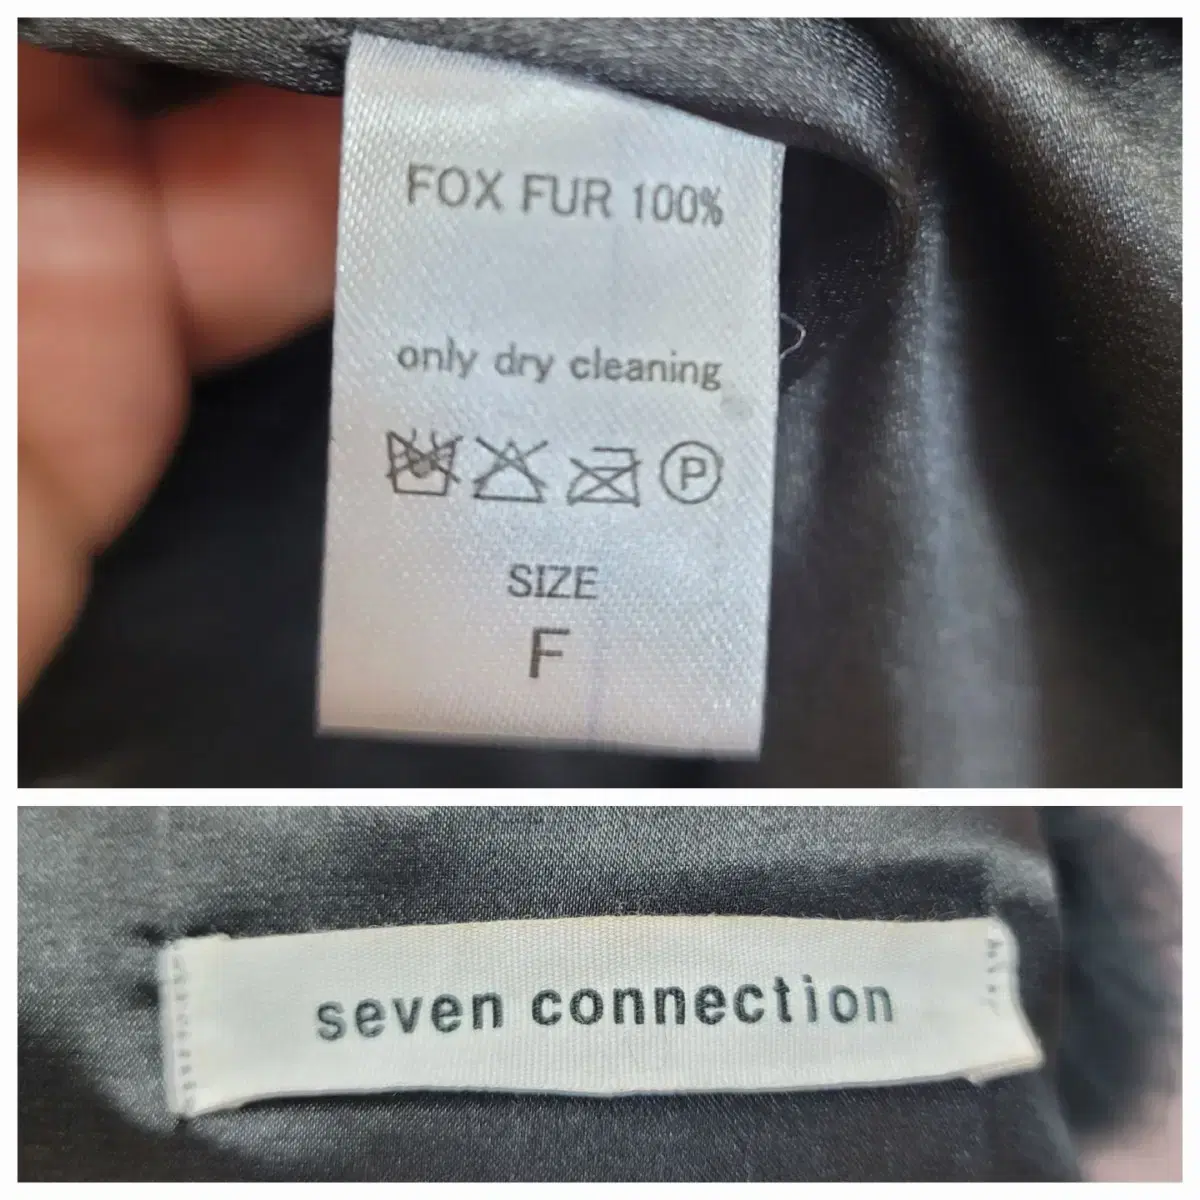 FOX FUR 100%
only dry cleaning
P
SIZE
F
seven connection